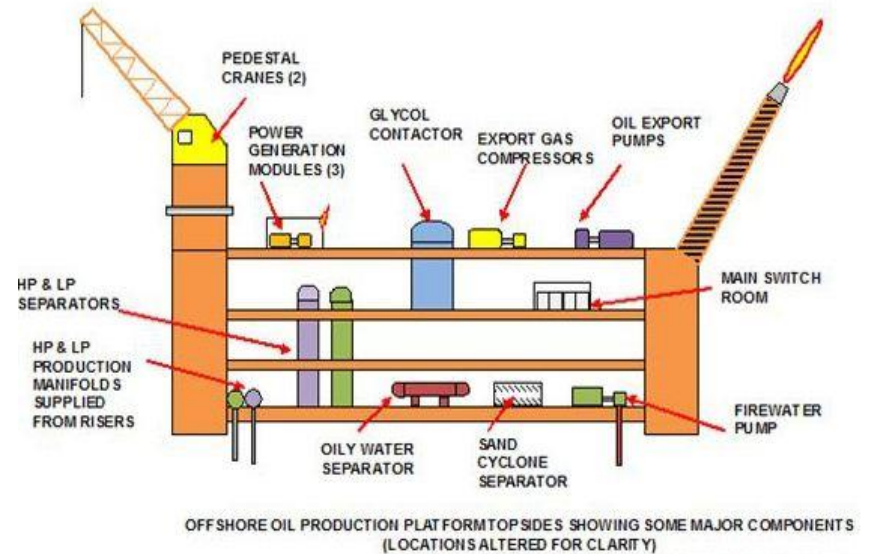 PEDESTAL
CRANES (2)
POWER
GENERATION
MODULES (3)
GLYCOL
CONTACTOR
EXPORT GAS
COMPRESSORS
OIL EXPORT
PUMPS
HP & LP
SEPARATORS
MAIN SWITCH
ROOM
HP & LP
PRODUCTION
MANIFOLDS
SUPPLIED
FROM RISERS
OILY WATER
SEPARATOR
SAND
CYCLONE
SEPARATOR
FIREWATER
PUMP
OFFSHORE OIL PRODUCTION PLATFORM TOPSIDES SHOWING SOME MAJOR COMPONENTS
(LOCATIONS ALTERED FOR CLARITY)